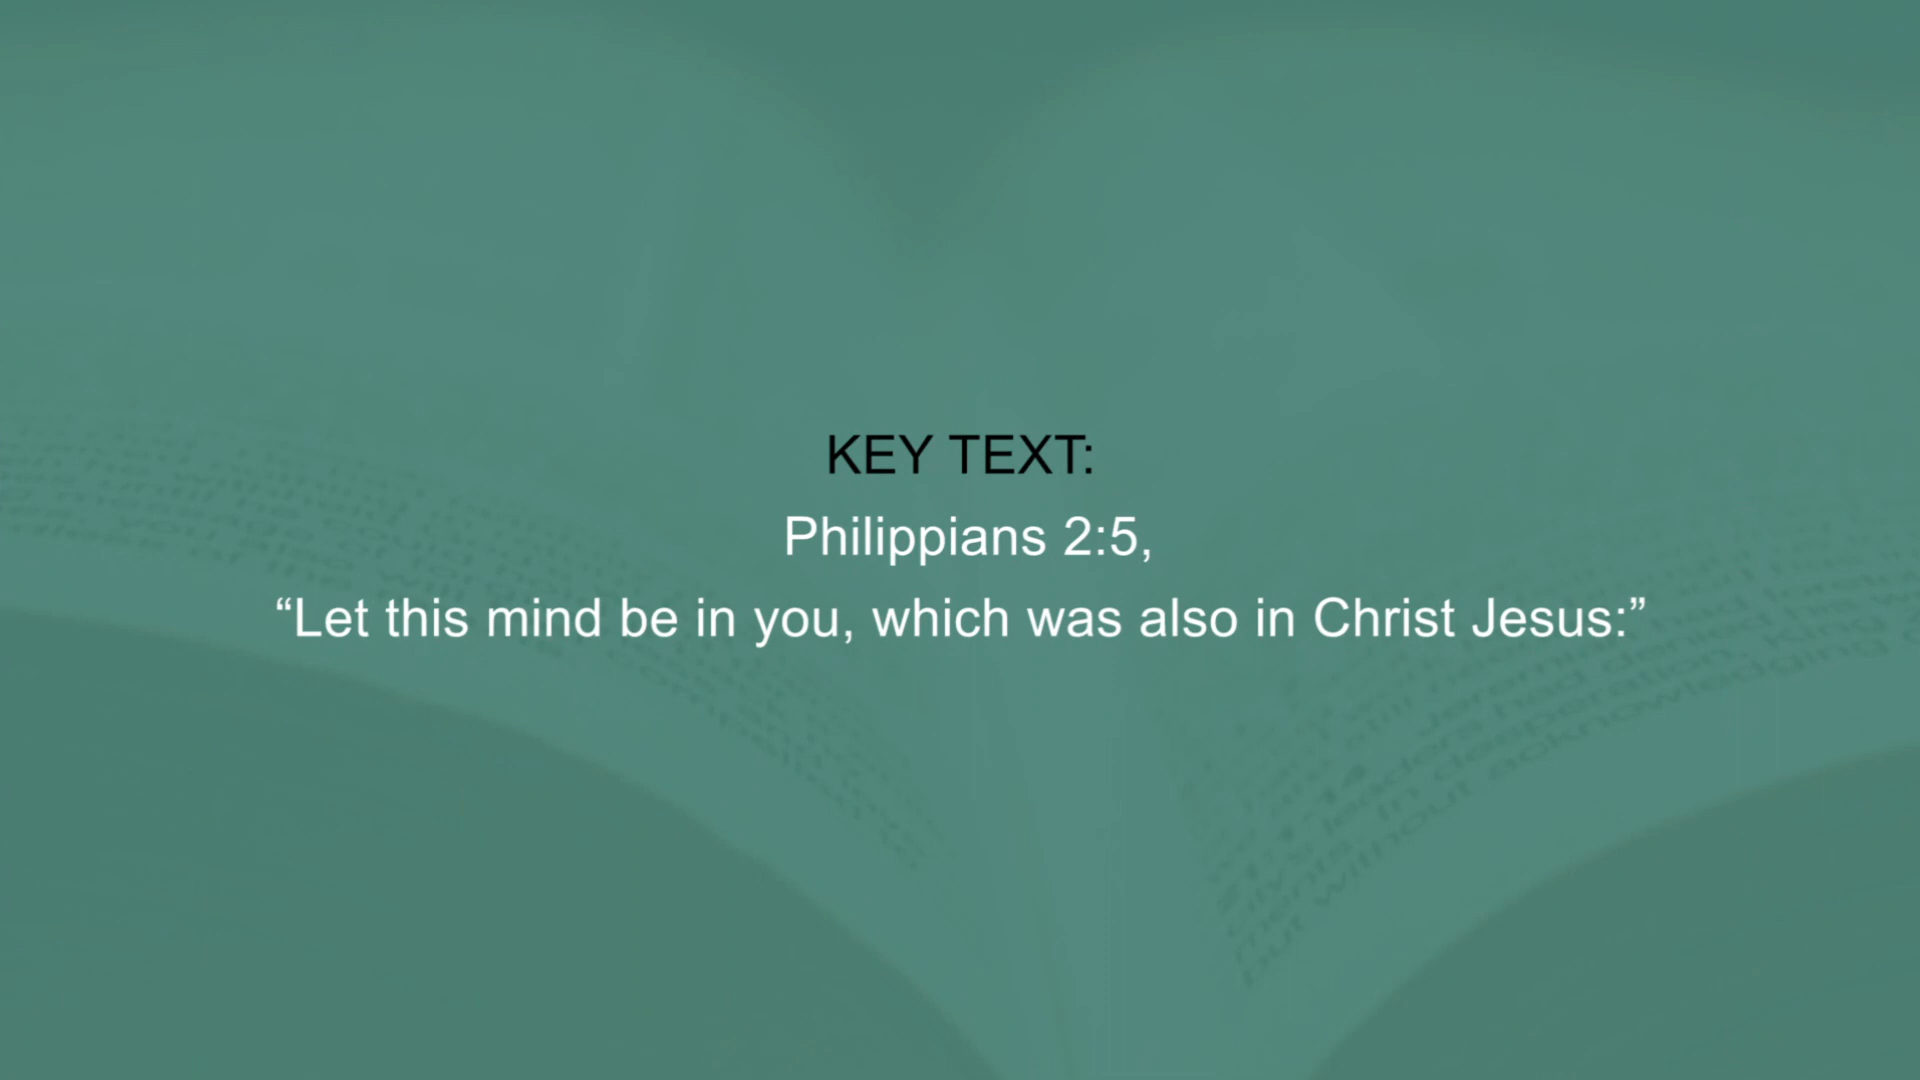 KEY TEXT:
Philippians 2:5,
“Let this mind be in you, which was also in Christ Jesus:”